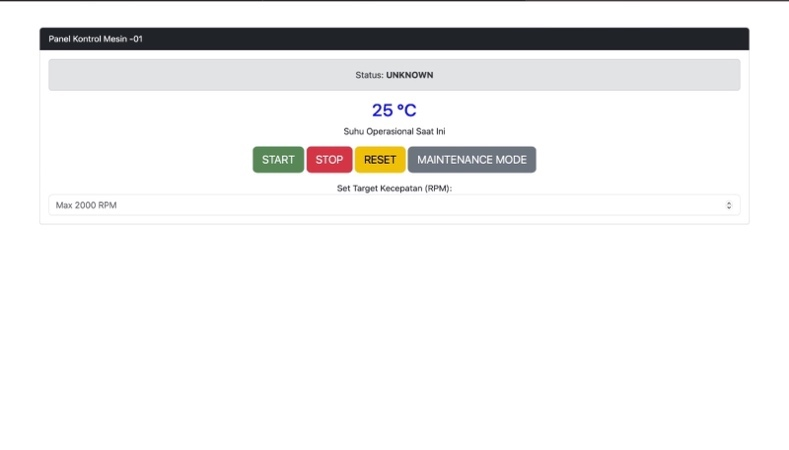 Panel Kontrol Mesin -01
Status: UNKNOWN
25 °C
Suhu Operasional Saat Ini
START STOP RESET MAINTENANCE MODE
Set Target Kecepatan (RPM):
Max 2000 RPM